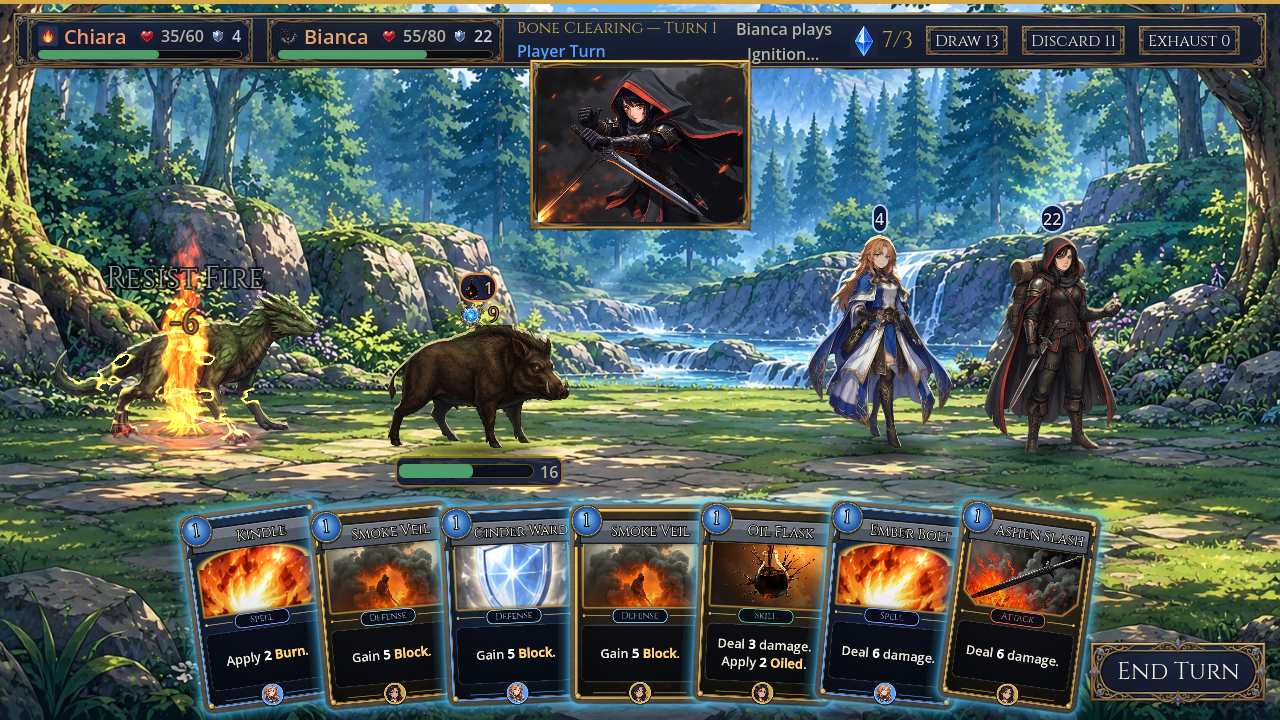 Chiara 35/60 4
Bianca 55/80 22
BONE CLEARING — TURN 1
Player Turn
Bianca plays
Ignition...
7/3
DRAW 13
DISCARD 11
EXHAUST 0
4
22
RESIST FIRE
-6
1
9
16
1
KINDLE
SPELL
Apply 2 Burn.
1
SMOKE VEIL
DEFENSE
Gain 5 Block.
1
CINDER WARD
DEFENSE
Gain 5 Block.
1
SMOKE VEIL
DEFENSE
Gain 5 Block.
1
OIL FLASK
SKILL
Deal 3 damage.
Apply 2 Oiled.
1
EMBER BOLT
SPELL
Deal 6 damage.
1
ASHEN SLASH
ATTACK
Deal 6 damage.
END TURN